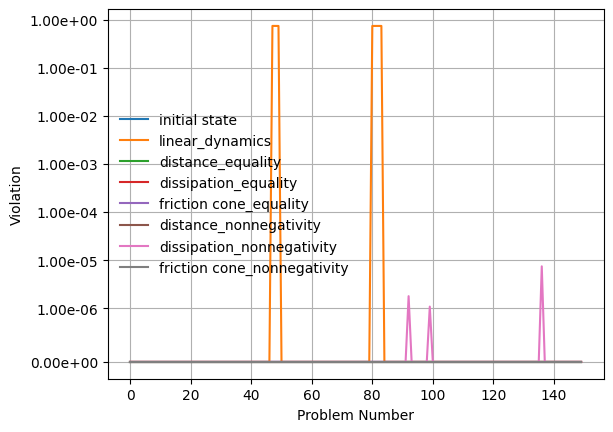 1.00e+00
1.00e-01
1.00e-02
1.00e-03
1.00e-04
1.00e-05
1.00e-06
0.00e+00
Violation
initial state
linear_dynamics
distance_equality
dissipation_equality
friction cone_equality
distance_nonnegativity
dissipation_nonnegativity
friction cone_nonnegativity
0 20 40 60 80 100 120 140
Problem Number